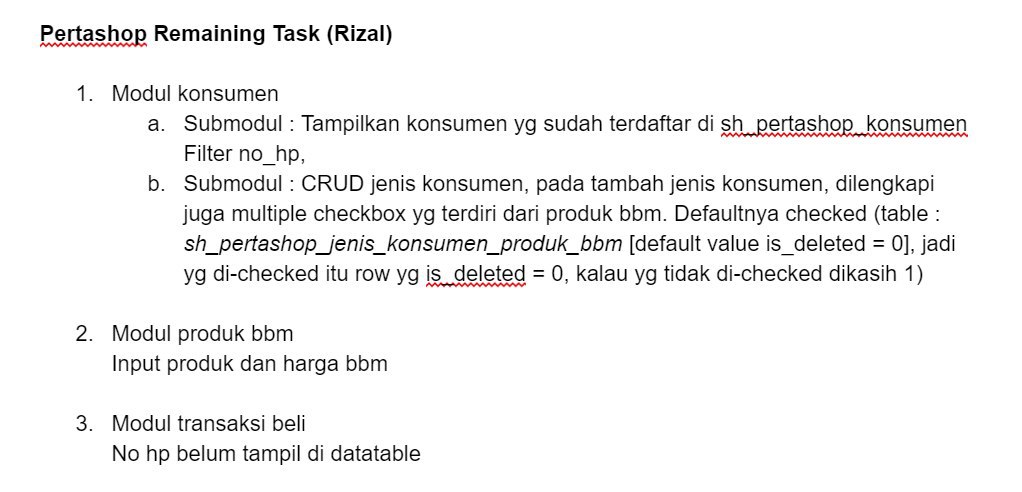 Pertashop Remaining Task (Rizal)
1. Modul konsumen
a. Submodul : Tampilkan konsumen yg sudah terdaftar di sh_pertashop_konsumen
Filter no_hp,
b. Submodul : CRUD jenis konsumen, pada tambah jenis konsumen, dilengkapi
juga multiple checkbox yg terdiri dari produk bbm. Defaultnya checked (table :
sh_pertashop_jenis_konsumen_produk_bbm [default value is_deleted = 0], jadi
yg di-checked itu row yg is_deleted = 0, kalau yg tidak di-checked dikasih 1)
2. Modul produk bbm
Input produk dan harga bbm
3. Modul transaksi beli
No hp belum tampil di datatable